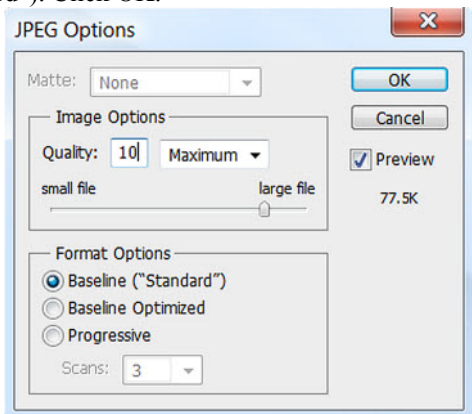 JPEG Options
Matte: None
OK
Image Options
Cancel
Quality: 10 Maximum
Preview
small file large file
77.5K
Format Options
Baseline ("Standard")
Baseline Optimized
Progressive
Scans: 3